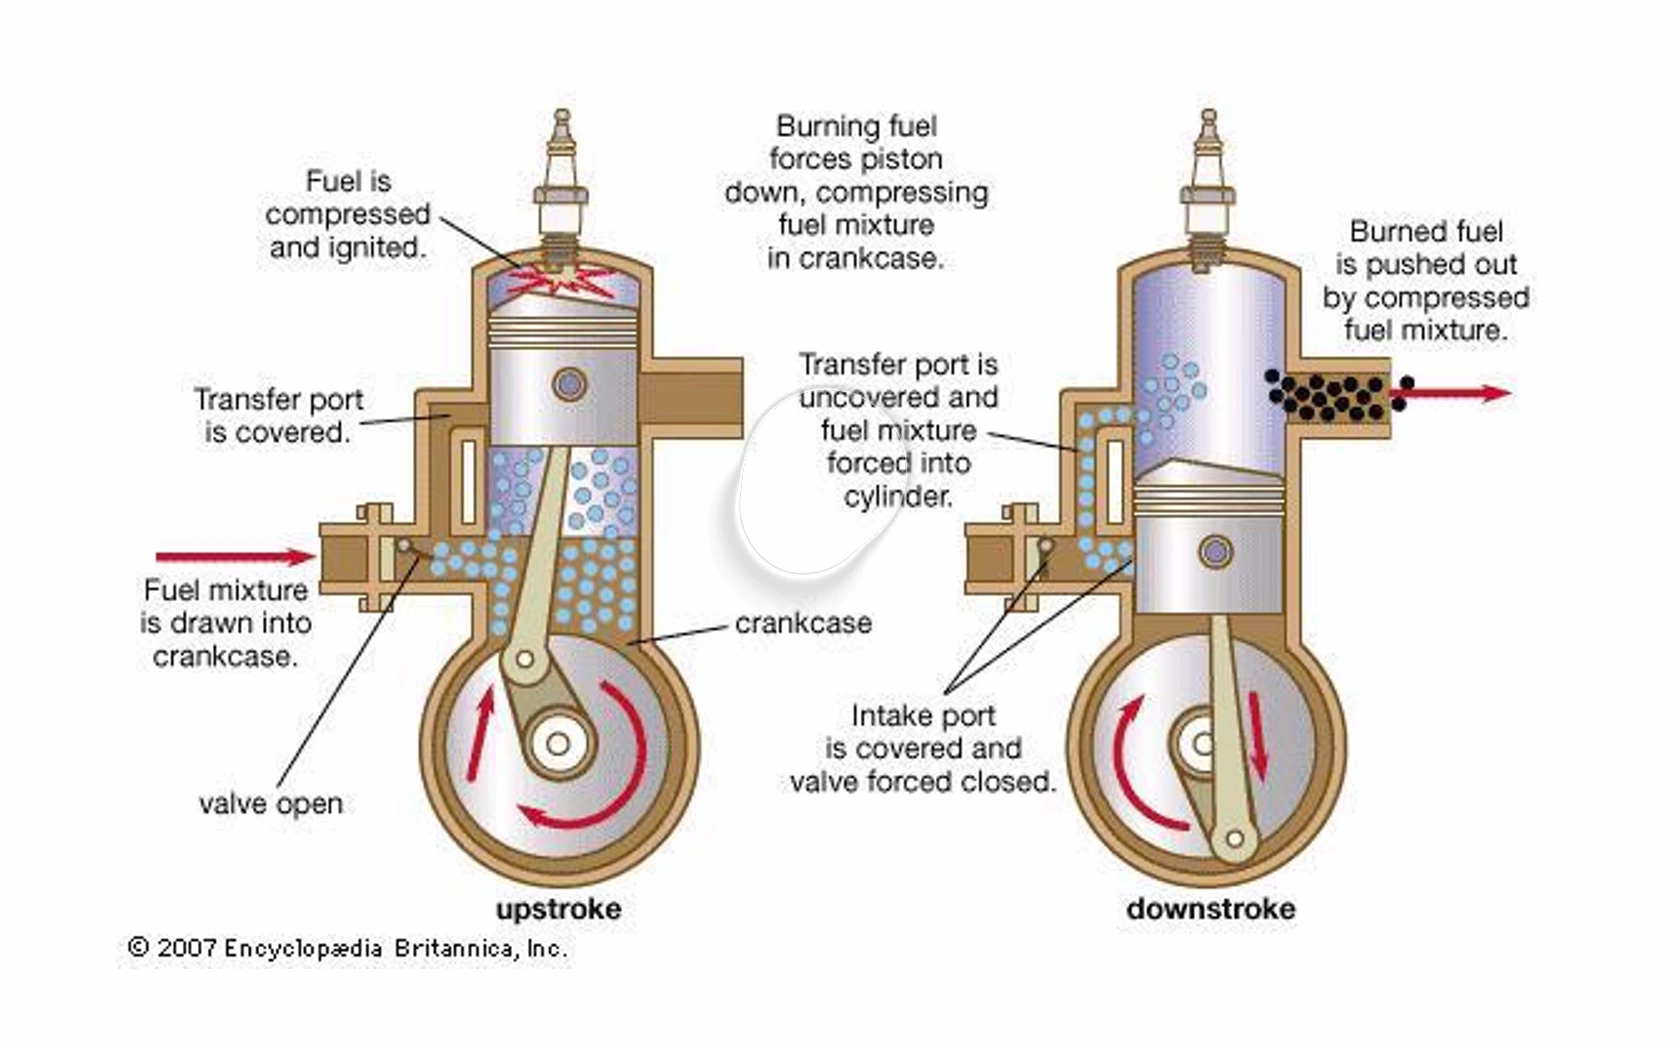 Fuel is
compressed
and ignited.
Burning fuel
forces piston
down, compressing
fuel mixture
in crankcase.
Burned fuel
is pushed out
by compressed
fuel mixture.
Transfer port
is covered.
Transfer port is
uncovered and
fuel mixture
forced into
cylinder.
Fuel mixture
is drawn into
crankcase.
crankcase
valve open
Intake port
is covered and
valve forced closed.
upstroke
downstroke
© 2007 Encyclopædia Britannica, Inc.